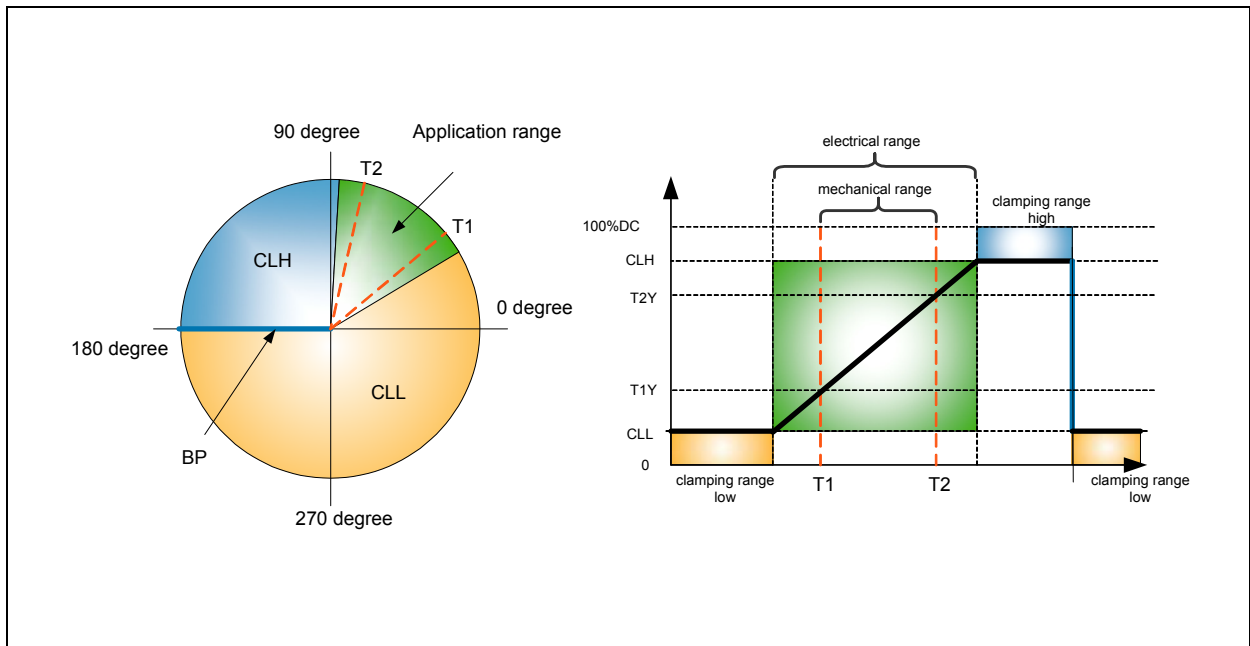 90 degree
Application range
T2
T1
CLH
0 degree
180 degree
CLL
BP
270 degree
electrical range
mechanical range
clamping range
high
100%DC
CLH
T2Y
T1Y
CLL
0
clamping range
low
T1
T2
clamping range
low